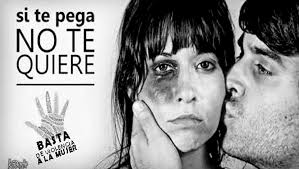 si te pega
NO TE
QUIERE
BASTA
DE VIOLENCIA
A LA MUJER